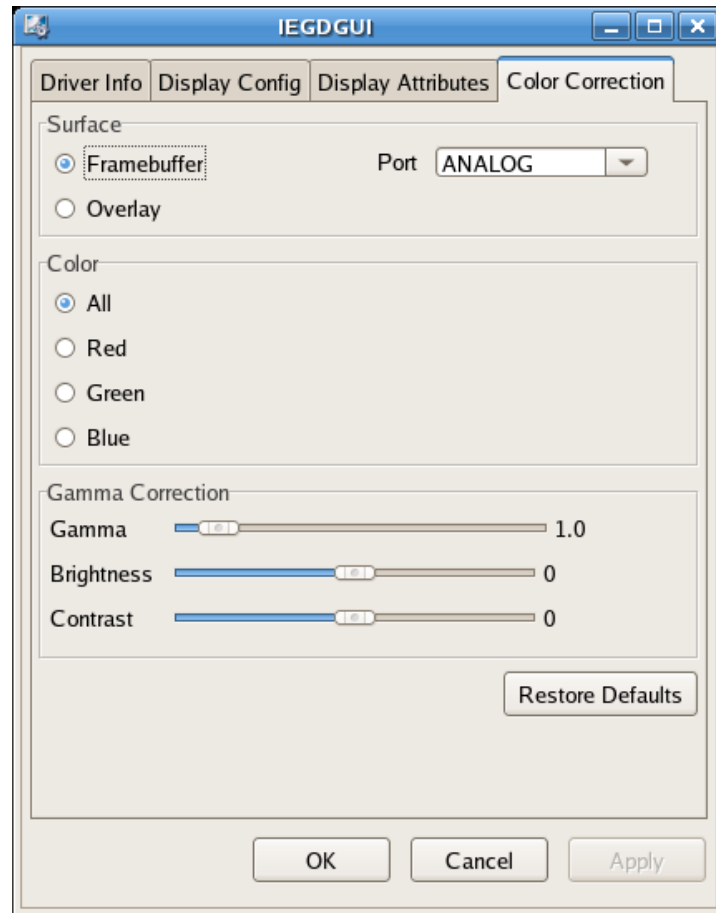 IEGDGUI
Driver Info Display Config Display Attributes Color Correction
Surface
Framebuffer Port ANALOG
Overlay
Color
All
Red
Green
Blue
Gamma Correction
Gamma 1.0
Brightness 0
Contrast 0
Restore Defaults
OK Cancel Apply